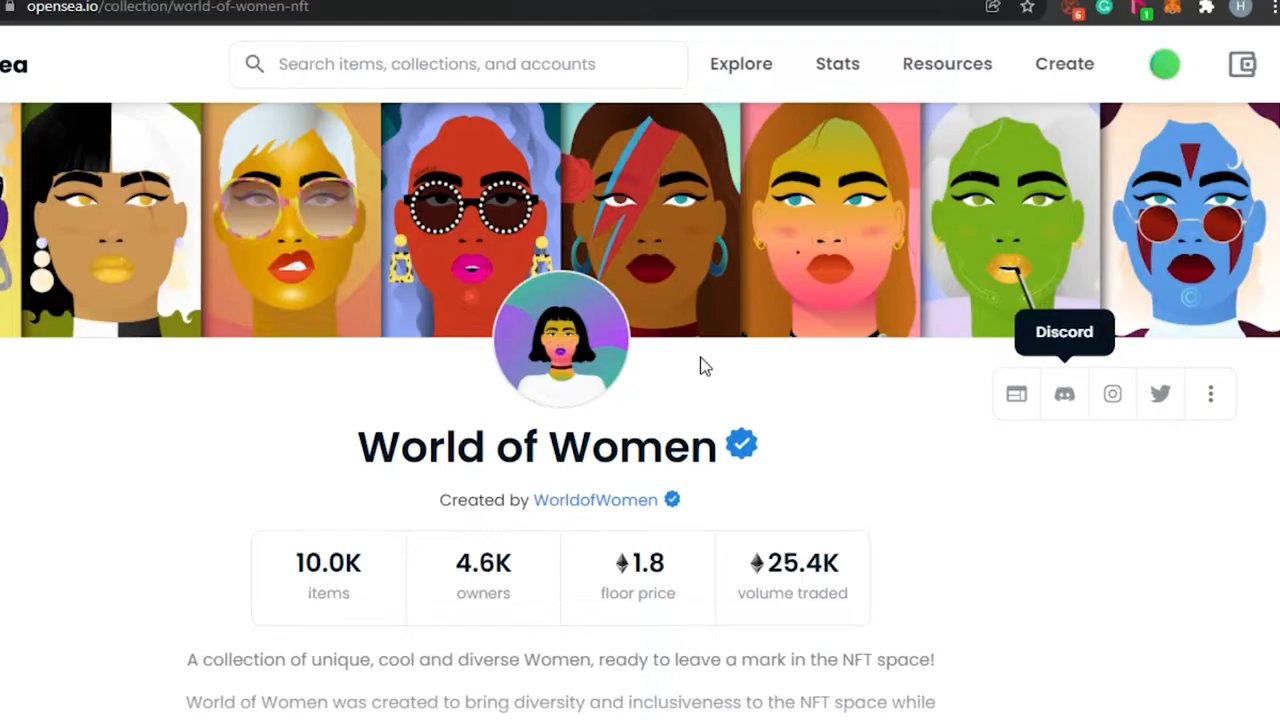 opensea.io/collection/world-of-women-nft
6
1
H
ea
Search items, collections, and accounts
Explore
Stats
Resources
Create
Discord
World of Women
Created by WorldofWomen
10.0K
4.6K
1.8
25.4K
items
owners
floor price
volume traded
A collection of unique, cool and diverse Women, ready to leave a mark in the NFT space!
World of Women was created to bring diversity and inclusiveness to the NFT space while